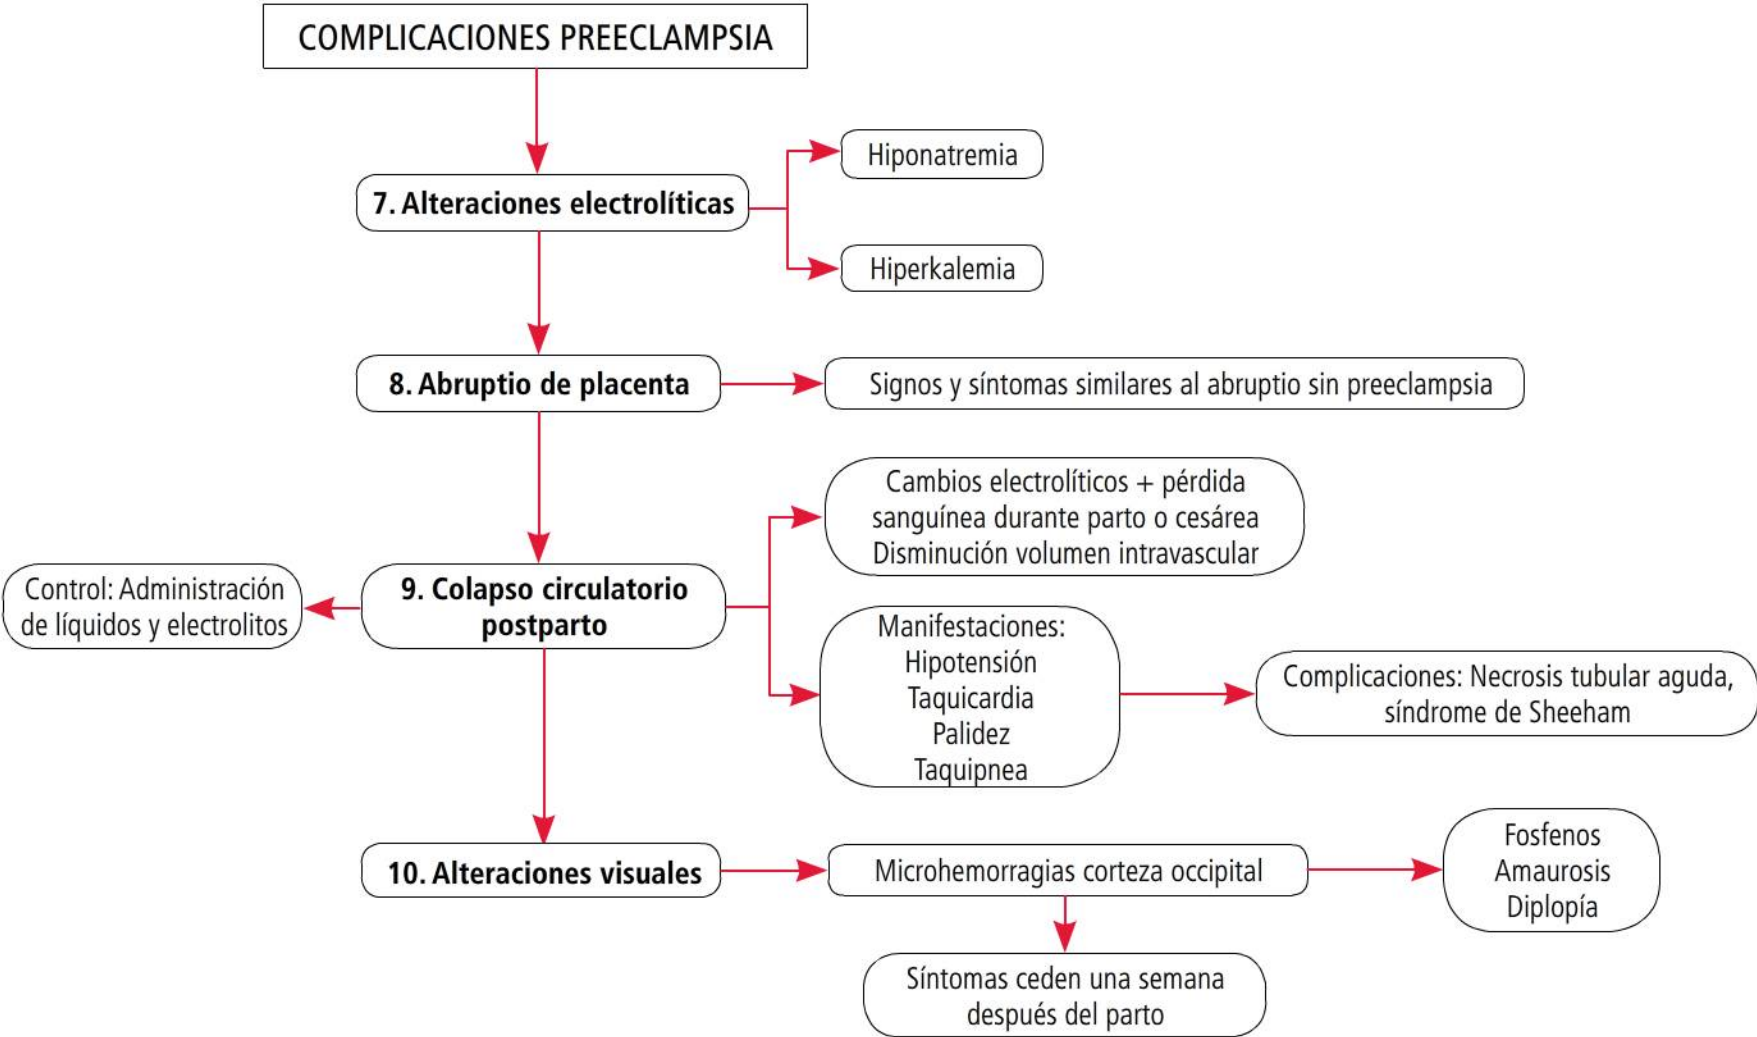 COMPLICACIONES PREECLAMPSIA
Hiponatremia
7. Alteraciones electrolíticas
Hiperkalemia
8. Abruptio de placenta
Signos y síntomas similares al abruptio sin preeclampsia
Cambios electrolíticos + pérdida
sanguínea durante parto o cesárea
Disminución volumen intravascular
Control: Administración
de líquidos y electrolitos
9. Colapso circulatorio
postparto
Manifestaciones:
Hipotensión
Taquicardia
Palidez
Taquipnea
Complicaciones: Necrosis tubular aguda,
síndrome de Sheeham
10. Alteraciones visuales
Microhemorragias corteza occipital
Fosfenos
Amaurosis
Diplopía
Síntomas ceden una semana
después del parto